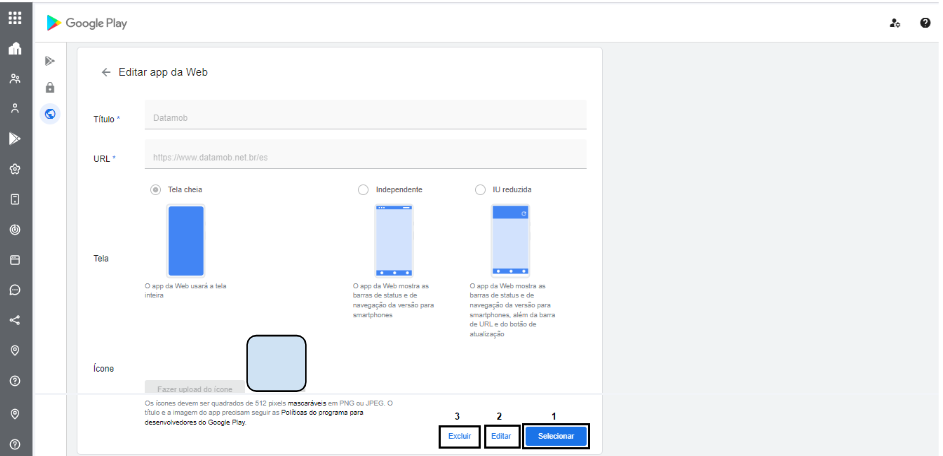 Google Play
Editar app da Web
Título *
Datamob
URL *
https://www.datamob.net.br/es
Tela cheia
Independente
IU reduzida
Tela
O app da Web usará a tela
inteira
O app da Web mostra as
barras de status e de
navegação da versão para
smartphones
O app da Web mostra as
barras de status e de
navegação da versão para
smartphones, além da barra
de URL e do botão de
atualização
Ícone
Fazer upload do ícone
Os ícones devem ser quadrados de 512 pixels mascaráveis em PNG ou JPEG. O
título e a imagem do app precisam seguir as Políticas do programa para
desenvolvedores do Google Play.
3 2 1
Excluir Editar Selecionar